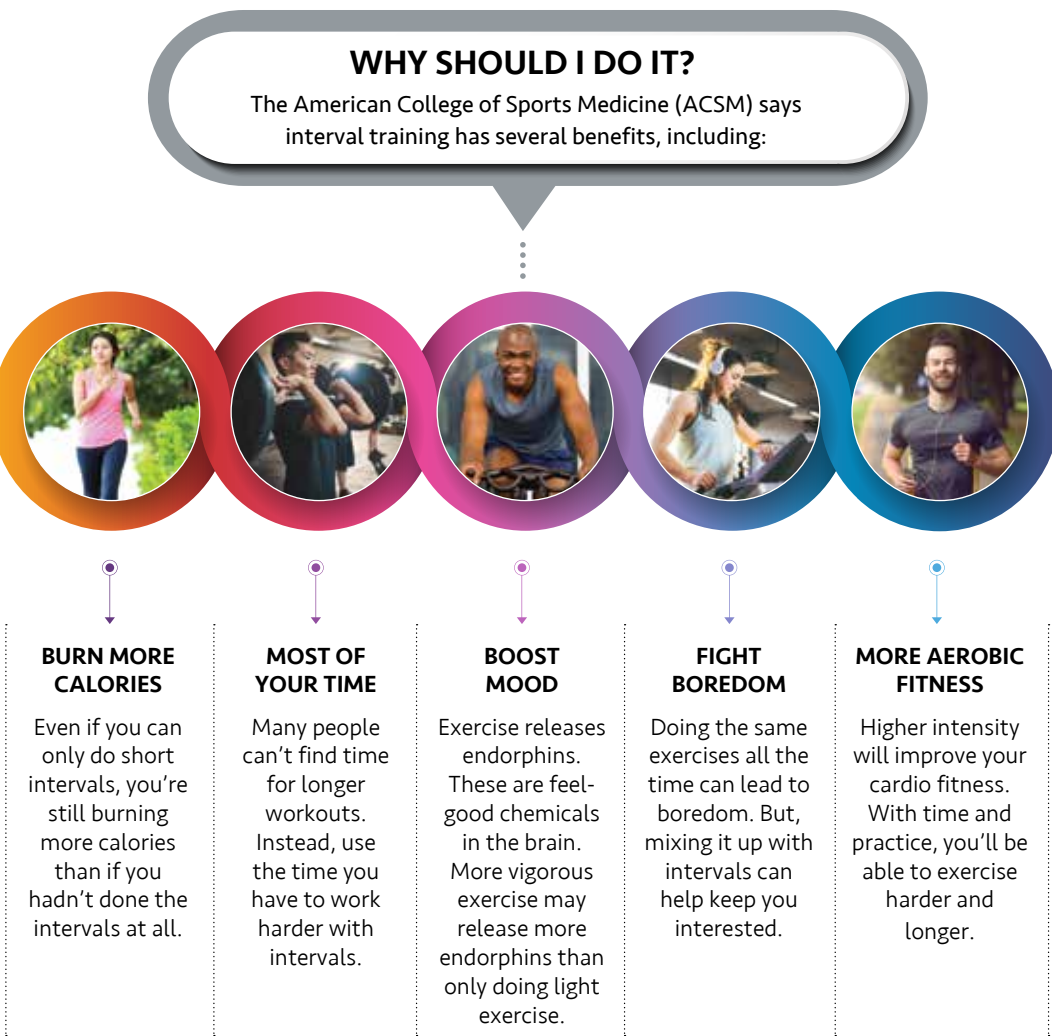 WHY SHOULD I DO IT?
The American College of Sports Medicine (ACSM) says
interval training has several benefits, including:
BURN MORE
CALORIES
Even if you can
only do short
intervals, you're
still burning
more calories
than if you
hadn't done the
intervals at all.
MOST OF
YOUR TIME
Many people
can't find time
for longer
workouts.
Instead, use
the time you
have to work
harder with
intervals.
BOOST
MOOD
Exercise releases
endorphins.
These are feel-
good chemicals
in the brain.
More vigorous
exercise may
release more
endorphins than
only doing light
exercise.
FIGHT
BOREDOM
Doing the same
exercises all the
time can lead to
boredom. But,
mixing it up with
intervals can
help keep you
interested.
MORE AEROBIC
FITNESS
Higher intensity
will improve your
cardio fitness.
With time and
practice, you'll be
able to exercise
harder and
longer.